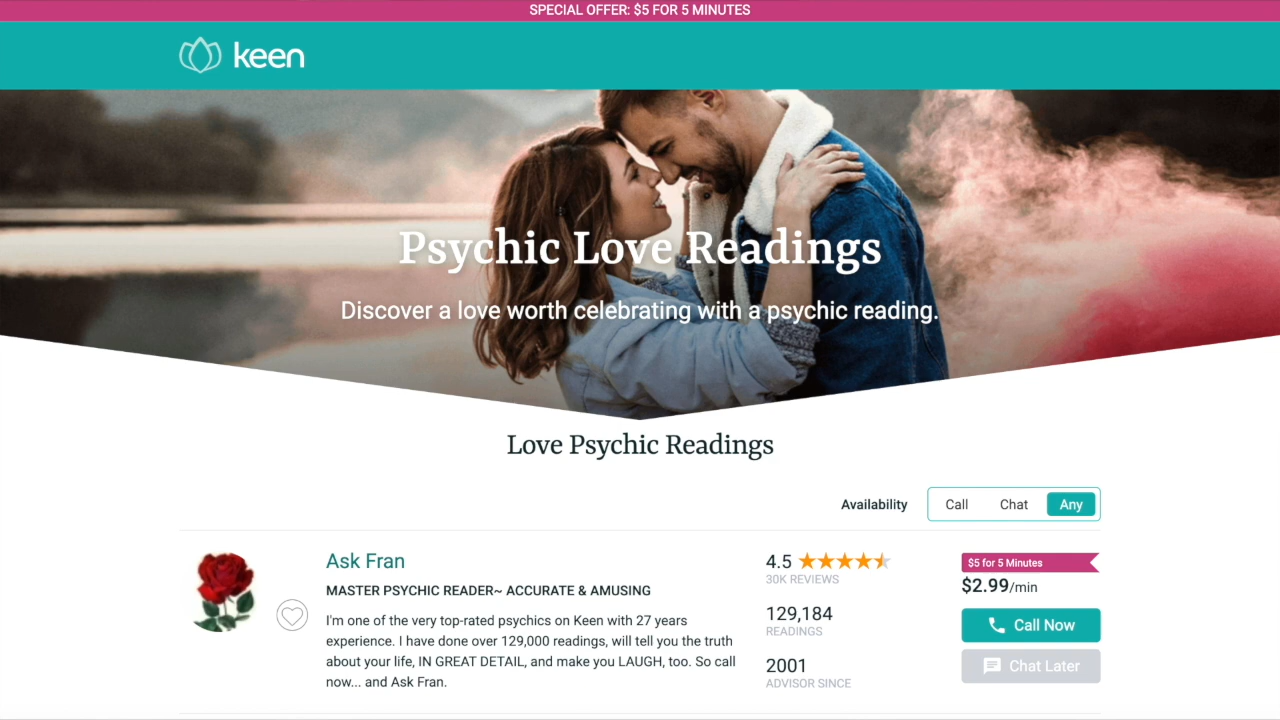 SPECIAL OFFER: $5 FOR 5 MINUTES
keen
Psychic Love Readings
Discover a love worth celebrating with a psychic reading.
Love Psychic Readings
Availability
Call
Chat
Any
Ask Fran
MASTER PSYCHIC READER~ ACCURATE & AMUSING
I'm one of the very top-rated psychics on Keen with 27 years
experience. I have done over 129,000 readings, will tell you the truth
about your life, IN GREAT DETAIL, and make you LAUGH, too. So call
now... and Ask Fran.
4.5
30K REVIEWS
129,184
READINGS
2001
ADVISOR SINCE
$5 for 5 Minutes
$2.99/min
Call Now
Chat Later